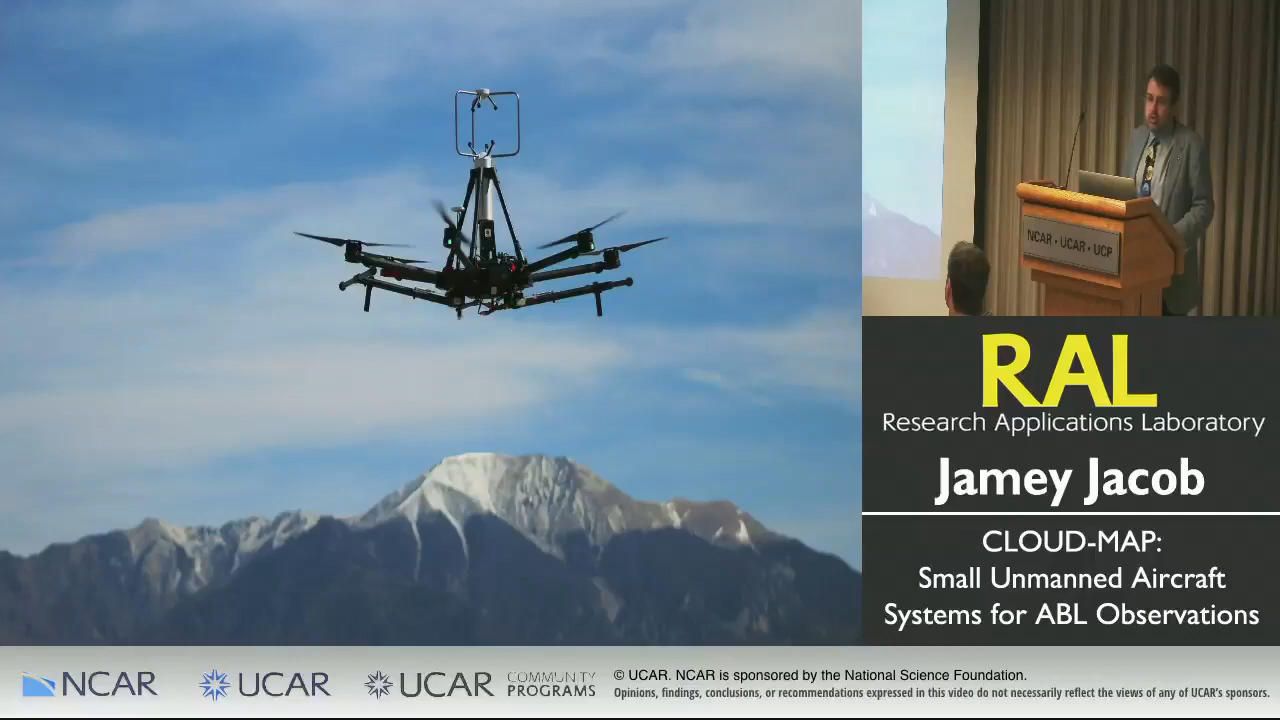 NCAR • UCAR • UCP
RAL
Research Applications Laboratory
Jamey Jacob
CLOUD-MAP:
Small Unmanned Aircraft
Systems for ABL Observations
NCAR
UCAR
UCAR COMMUNITY PROGRAMS
© UCAR. NCAR is sponsored by the National Science Foundation.
Opinions, findings, conclusions, or recommendations expressed in this video do not necessarily reflect the views of any of UCAR's sponsors.